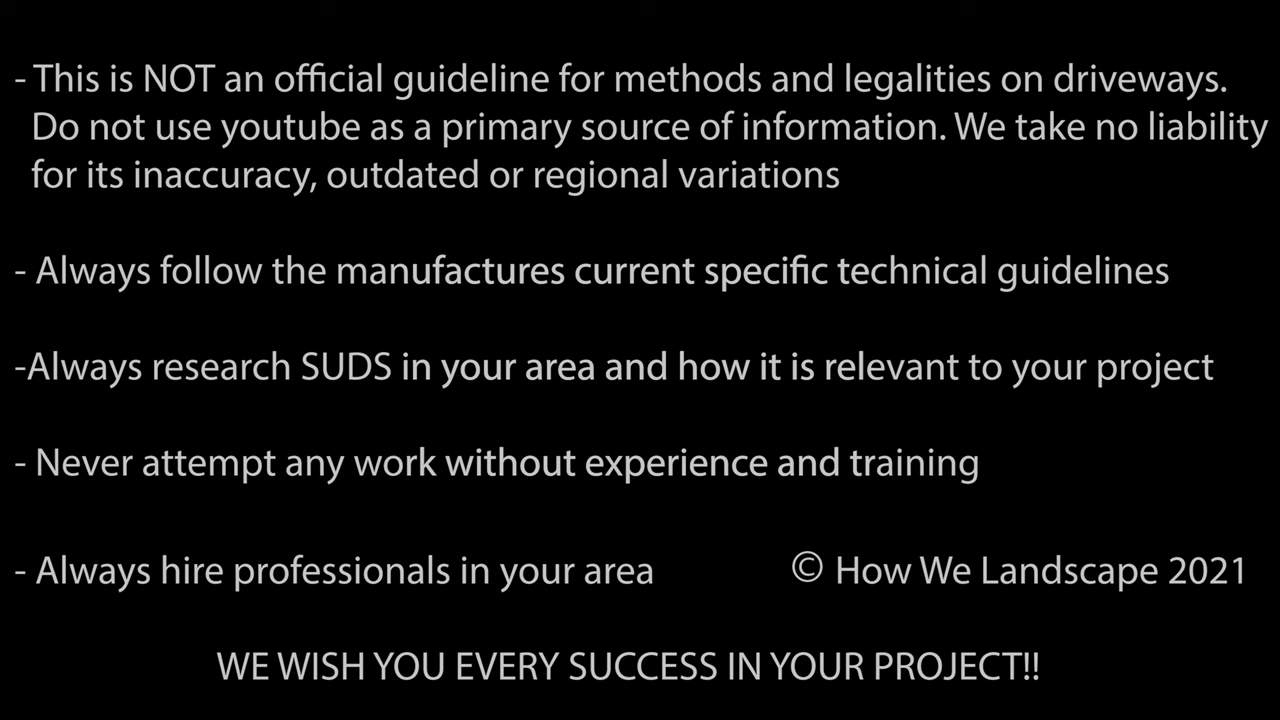 - This is NOT an official guideline for methods and legalities on driveways.
Do not use youtube as a primary source of information. We take no liability
for its inaccuracy, outdated or regional variations
- Always follow the manufactures current specific technical guidelines
-Always research SUDS in your area and how it is relevant to your project
- Never attempt any work without experience and training
- Always hire professionals in your area © How We Landscape 2021
WE WISH YOU EVERY SUCCESS IN YOUR PROJECT!!